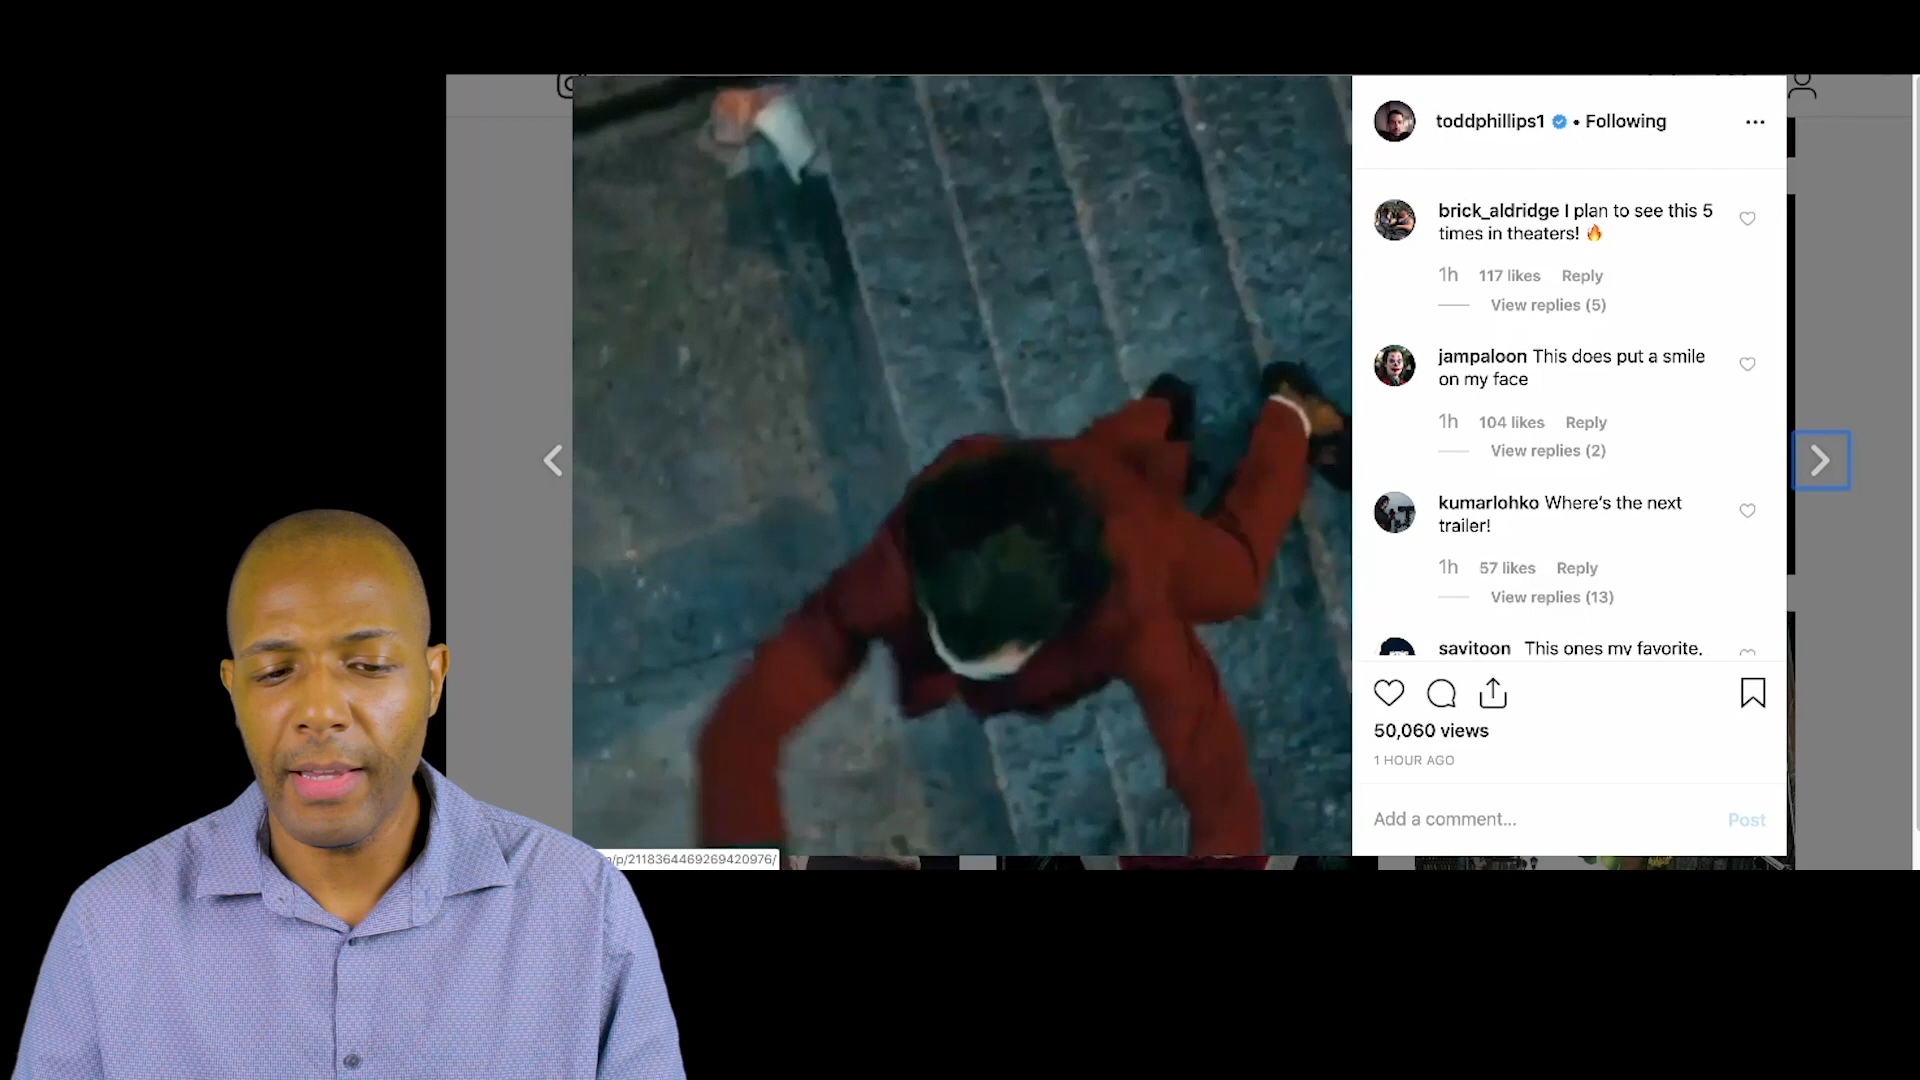 toddphillips1 • Following
brick_aldridge I plan to see this 5
times in theaters! 🔥
1h 117 likes Reply
View replies (5)
jampaloon This does put a smile
on my face
1h 104 likes Reply
View replies (2)
kumarlohko Where's the next
trailer!
1h 57 likes Reply
View replies (13)
savitoon This ones my favorite.
50,060 views
1 HOUR AGO
Add a comment... Post
/p/2118364469269420976/